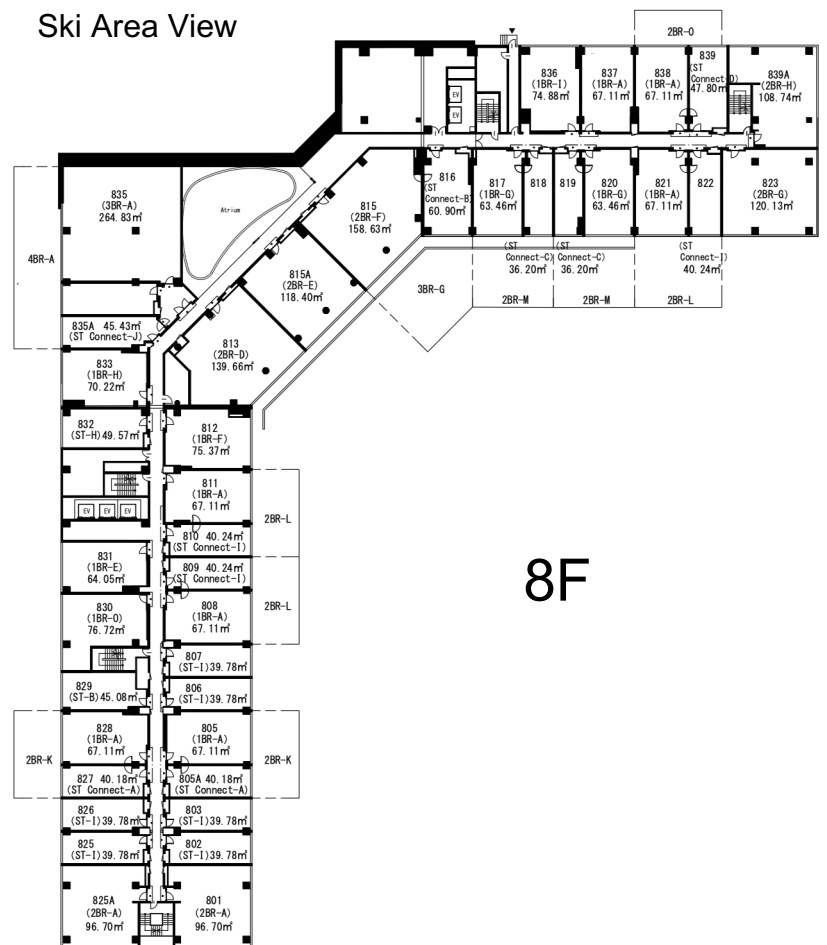 Ski Area View
2BR-O
836
(1BR-I)
74.88㎡
837
(1BR-A)
67.11㎡
838
(1BR-A)
67.11㎡
839
(ST
Connect-D)
47.80㎡
839A
(2BR-H)
108.74㎡
EV
EV
816
(ST
Connect-B)
60.90㎡
817
(1BR-G)
63.46㎡
818
819
820
(1BR-G)
63.46㎡
821
(1BR-A)
67.11㎡
822
823
(2BR-G)
120.13㎡
(ST
Connect-C)
36.20㎡
(ST
Connect-C)
36.20㎡
(ST
Connect-I)
40.24㎡
3BR-G
2BR-M
2BR-M
2BR-L
835
(3BR-A)
264.83㎡
Atrium
4BR-A
815
(2BR-F)
158.63㎡
815A
(2BR-E)
118.40㎡
813
(2BR-D)
139.66㎡
835A 45.43㎡
(ST Connect-J)
833
(1BR-H)
70.22㎡
832
(ST-H)49.57㎡
812
(1BR-F)
75.37㎡
811
(1BR-A)
67.11㎡
2BR-L
EV
EV
EV
810 40.24㎡
(ST Connect-I)
831
(1BR-E)
64.05㎡
809 40.24㎡
(ST Connect-I)
8F
2BR-L
830
(1BR-O)
76.72㎡
808
(1BR-A)
67.11㎡
807
(ST-I)39.78㎡
829
(ST-B)45.08㎡
806
(ST-I)39.78㎡
828
(1BR-A)
67.11㎡
805
(1BR-A)
67.11㎡
2BR-K
2BR-K
827 40.18㎡
(ST Connect-A)
805A 40.18㎡
(ST Connect-A)
826
(ST-I)39.78㎡
803
(ST-I)39.78㎡
825
(ST-I)39.78㎡
802
(ST-I)39.78㎡
825A
(2BR-A)
96.70㎡
801
(2BR-A)
96.70㎡